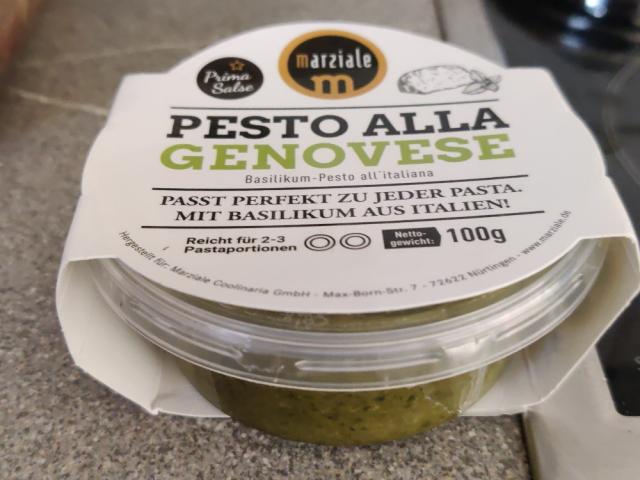 marziale
m
Prima
Salse
PESTO ALLA
GENOVESE
Basilikum-Pesto all'italiana
PASST PERFEKT ZU JEDER PASTA.
MIT BASILIKUM AUS ITALIEN!
Reicht für 2-3
Pastaportionen
Netto-
gewicht:
100g
Hergestellt für: Marziale Coolinaria GmbH - Max-Born-Str. 7 - 72622 Nürtingen - www.marziale.de